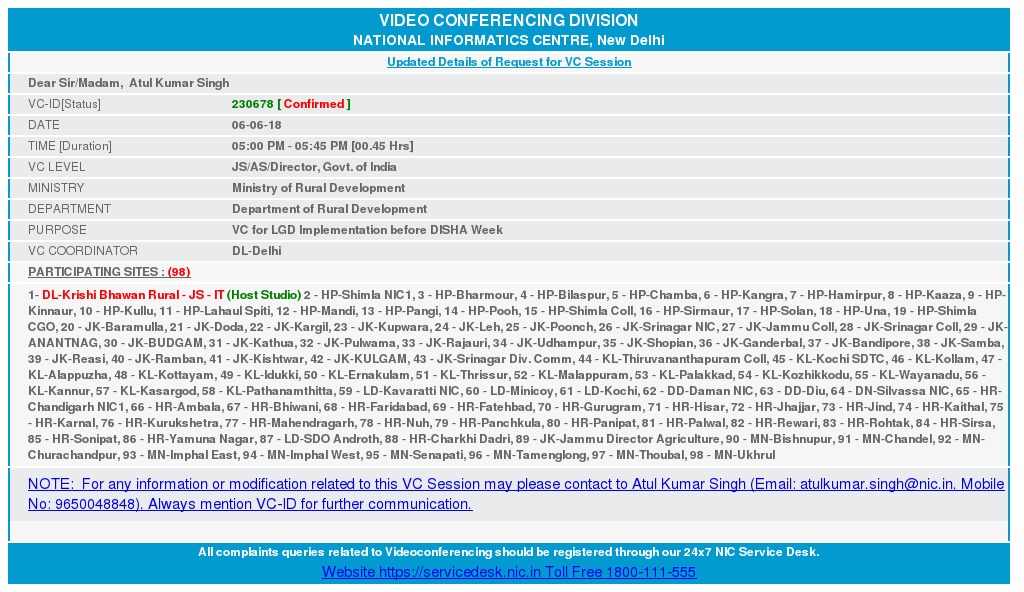 VIDEO CONFERENCING DIVISION
NATIONAL INFORMATICS CENTRE, New Delhi
Updated Details of Request for VC Session
Dear Sir/Madam,  Atul Kumar Singh
VC-ID[Status] 230678 [ Confirmed ]
DATE 06-06-18
TIME [Duration] 05:00 PM - 05:45 PM [00.45 Hrs]
VC LEVEL JS/AS/Director, Govt. of India
MINISTRY Ministry of Rural Development
DEPARTMENT Department of Rural Development
PURPOSE VC for LGD Implementation before DISHA Week
VC COORDINATOR DL-Delhi
PARTICIPATING SITES : (98)
1- DL-Krishi Bhawan Rural - JS - IT (Host Studio) 2 - HP-Shimla NIC1, 3 - HP-Bharmour, 4 - HP-Bilaspur, 5 - HP-Chamba, 6 - HP-Kangra, 7 - HP-Hamirpur, 8 - HP-Kaaza, 9 - HP-
Kinnaur, 10 - HP-Kullu, 11 - HP-Lahaul Spiti, 12 - HP-Mandi, 13 - HP-Pangi, 14 - HP-Pooh, 15 - HP-Shimla Coll, 16 - HP-Sirmaur, 17 - HP-Solan, 18 - HP-Una, 19 - HP-Shimla
CGO, 20 - JK-Baramulla, 21 - JK-Doda, 22 - JK-Kargil, 23 - JK-Kupwara, 24 - JK-Leh, 25 - JK-Poonch, 26 - JK-Srinagar NIC, 27 - JK-Jammu Coll, 28 - JK-Srinagar Coll, 29 - JK-
ANANTNAG, 30 - JK-BUDGAM, 31 - JK-Kathua, 32 - JK-Pulwama, 33 - JK-Rajauri, 34 - JK-Udhampur, 35 - JK-Shopian, 36 - JK-Ganderbal, 37 - JK-Bandipore, 38 - JK-Samba,
39 - JK-Reasi, 40 - JK-Ramban, 41 - JK-Kishtwar, 42 - JK-KULGAM, 43 - JK-Srinagar Div. Comm, 44 - KL-Thiruvananthapuram Coll, 45 - KL-Kochi SDTC, 46 - KL-Kollam, 47 -
KL-Alappuzha, 48 - KL-Kottayam, 49 - KL-Idukki, 50 - KL-Ernakulam, 51 - KL-Thrissur, 52 - KL-Malappuram, 53 - KL-Palakkad, 54 - KL-Kozhikkodu, 55 - KL-Wayanadu, 56 -
KL-Kannur, 57 - KL-Kasargod, 58 - KL-Pathanamthitta, 59 - LD-Kavaratti NIC, 60 - LD-Minicoy, 61 - LD-Kochi, 62 - DD-Daman NIC, 63 - DD-Diu, 64 - DN-Silvassa NIC, 65 - HR-
Chandigarh NIC1, 66 - HR-Ambala, 67 - HR-Bhiwani, 68 - HR-Faridabad, 69 - HR-Fatehbad, 70 - HR-Gurugram, 71 - HR-Hisar, 72 - HR-Jhajjar, 73 - HR-Jind, 74 - HR-Kaithal, 75
- HR-Karnal, 76 - HR-Kurukshetra, 77 - HR-Mahendragarh, 78 - HR-Nuh, 79 - HR-Panchkula, 80 - HR-Panipat, 81 - HR-Palwal, 82 - HR-Rewari, 83 - HR-Rohtak, 84 - HR-Sirsa,
85 - HR-Sonipat, 86 - HR-Yamuna Nagar, 87 - LD-SDO Androth, 88 - HR-Charkhi Dadri, 89 - JK-Jammu Director Agriculture, 90 - MN-Bishnupur, 91 - MN-Chandel, 92 - MN-
Churachandpur, 93 - MN-Imphal East, 94 - MN-Imphal West, 95 - MN-Senapati, 96 - MN-Tamenglong, 97 - MN-Thoubal, 98 - MN-Ukhrul
NOTE:  For any information or modification related to this VC Session may please contact to Atul Kumar Singh (Email: atulkumar.singh@nic.in. Mobile
No: 9650048848). Always mention VC-ID for further communication.
All complaints queries related to Videoconferencing should be registered through our 24x7 NIC Service Desk.
Website https://servicedesk.nic.in Toll Free 1800-111-555